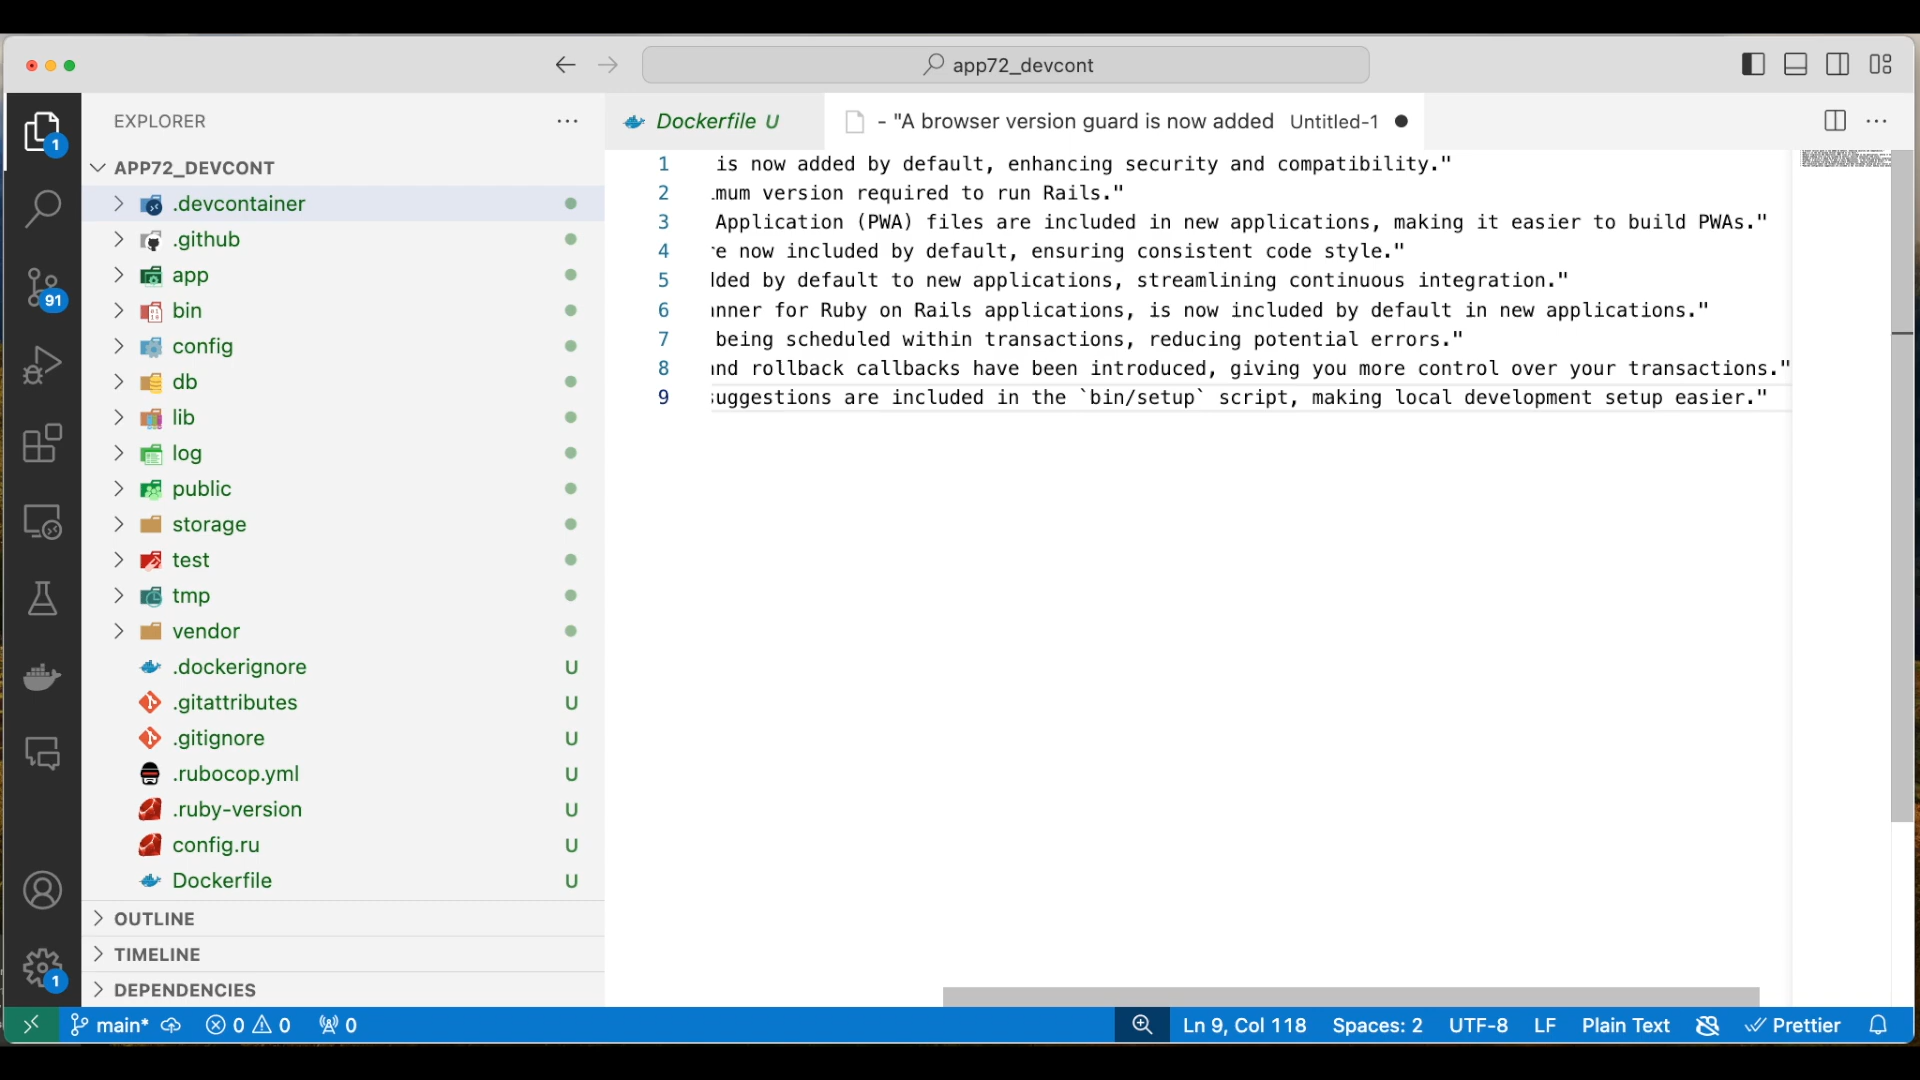 app72_devcont
EXPLORER
Dockerfile U
- "A browser version guard is now added Untitled-1
1
APP72_DEVCONT
.devcontainer
.github
app
bin
config
db
lib
log
public
storage
test
tmp
vendor
.dockerignore U
.gitattributes U
.gitignore U
.rubocop.yml U
.ruby-version U
config.ru U
Dockerfile U
OUTLINE
TIMELINE
DEPENDENCIES
91
1
1 is now added by default, enhancing security and compatibility."
2 mum version required to run Rails."
3 Application (PWA) files are included in new applications, making it easier to build PWAs."
4 e now included by default, ensuring consistent code style."
5 ded by default to new applications, streamlining continuous integration."
6 nner for Ruby on Rails applications, is now included by default in new applications."
7 being scheduled within transactions, reducing potential errors."
8 nd rollback callbacks have been introduced, giving you more control over your transactions."
9 uggestions are included in the `bin/setup` script, making local development setup easier."
main* 0 0 0 Ln 9, Col 118 Spaces: 2 UTF-8 LF Plain Text Prettier